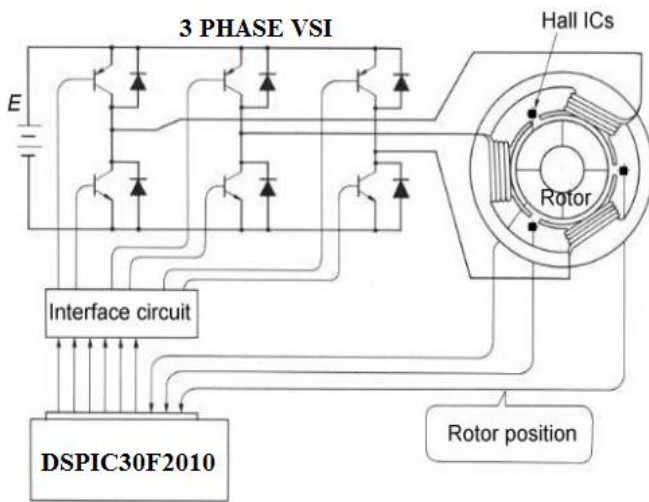 3 PHASE VSI
Hall ICs
E
Rotor
Interface circuit
Rotor position
DSPIC30F2010